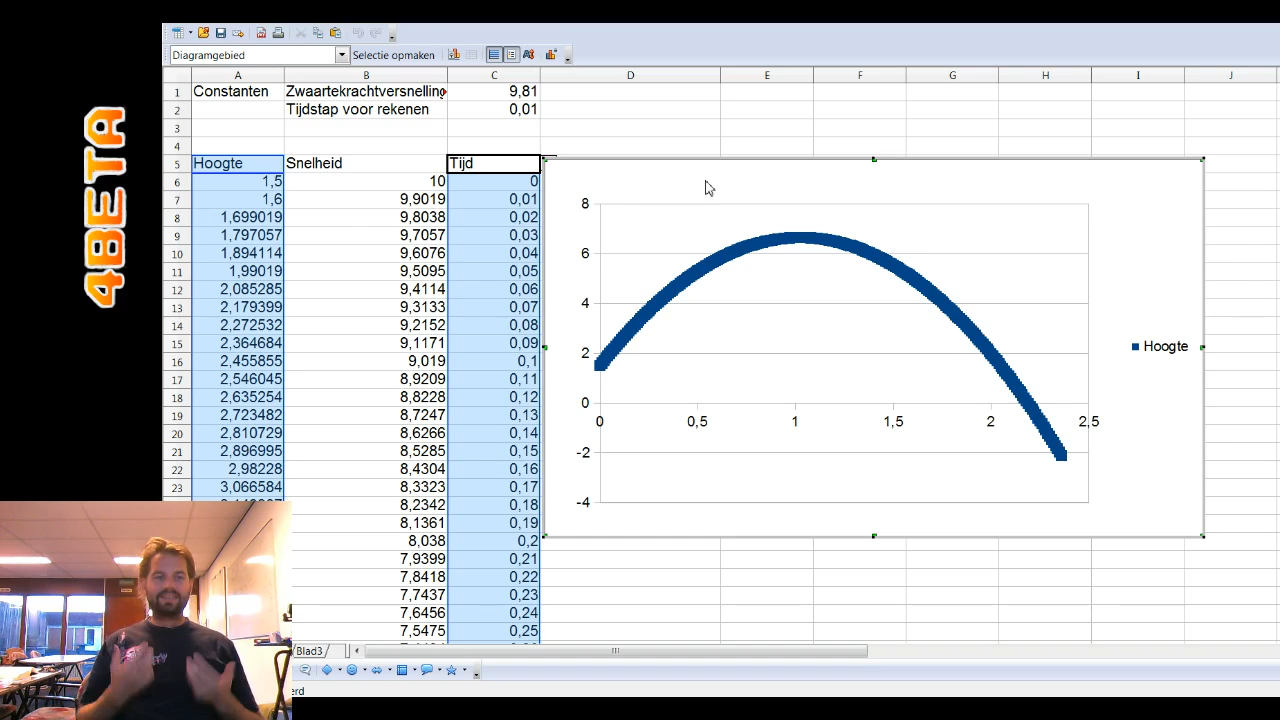 4BETA
Diagramgebied Selectie opmaken
A B C D E F G H I J
1 Constanten Zwaartekrachtversnelling 9,81
2 Tijdstap voor rekenen 0,01
3
4
5 Hoogte Snelheid Tijd
6 1,5 10 0
7 1,6 9,9019 0,01
8 1,699019 9,8038 0,02
9 1,797057 9,7057 0,03
10 1,894114 9,6076 0,04
11 1,99019 9,5095 0,05
12 2,085285 9,4114 0,06
13 2,179399 9,3133 0,07
14 2,272532 9,2152 0,08
15 2,364684 9,1171 0,09
16 2,455855 9,019 0,1
17 2,546045 8,9209 0,11
18 2,635254 8,8228 0,12
19 2,723482 8,7247 0,13
20 2,810729 8,6266 0,14
21 2,896995 8,5285 0,15
22 2,98228 8,4304 0,16
23 3,066584 8,3323 0,17
8,2342 0,18
8,1361 0,19
8,038 0,2
7,9399 0,21
7,8418 0,22
7,7437 0,23
7,6456 0,24
7,5475 0,25
8
6
4
2
0
-2
-4
0 0,5 1 1,5 2 2,5
Hoogte
Blad3
erd